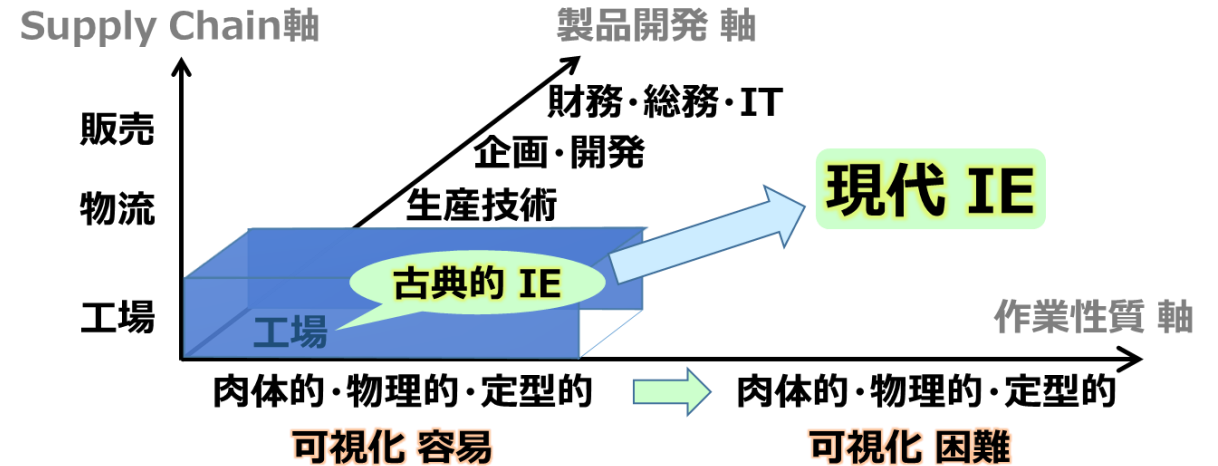 Supply Chain軸
製品開発 軸
財務・総務・IT
販売
企画・開発
現代 IE
物流
生産技術
古典的 IE
工場
工場
作業性質 軸
肉体的・物理的・定型的
肉体的・物理的・定型的
可視化 容易
可視化 困難